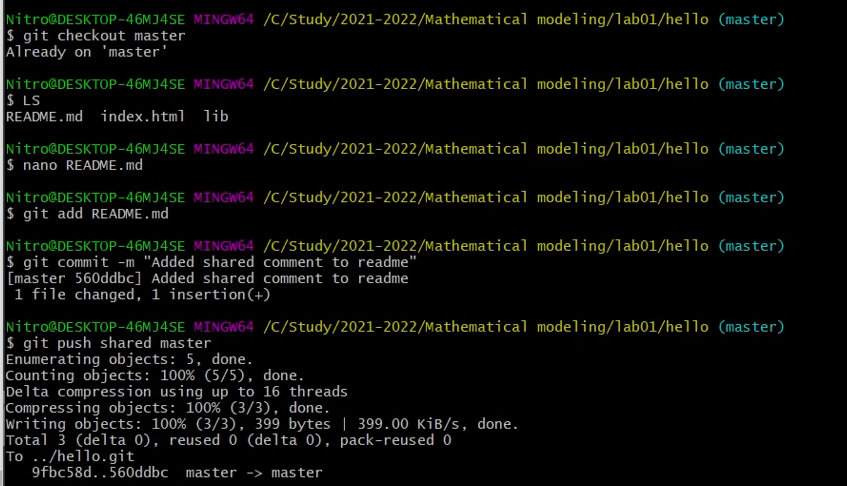 Nitro@DESKTOP-46MJ4SE MINGW64 /C/Study/2021-2022/Mathematical modeling/lab01/hello (master)
$ git checkout master
Already on 'master'
Nitro@DESKTOP-46MJ4SE MINGW64 /C/Study/2021-2022/Mathematical modeling/lab01/hello (master)
$ LS
README.md  index.html  lib
Nitro@DESKTOP-46MJ4SE MINGW64 /C/Study/2021-2022/Mathematical modeling/lab01/hello (master)
$ nano README.md
Nitro@DESKTOP-46MJ4SE MINGW64 /C/Study/2021-2022/Mathematical modeling/lab01/hello (master)
$ git add README.md
Nitro@DESKTOP-46MJ4SE MINGW64 /C/Study/2021-2022/Mathematical modeling/lab01/hello (master)
$ git commit -m "Added shared comment to readme"
[master 560ddbc] Added shared comment to readme
 1 file changed, 1 insertion(+)
Nitro@DESKTOP-46MJ4SE MINGW64 /C/Study/2021-2022/Mathematical modeling/lab01/hello (master)
$ git push shared master
Enumerating objects: 5, done.
Counting objects: 100% (5/5), done.
Delta compression using up to 16 threads
Compressing objects: 100% (3/3), done.
Writing objects: 100% (3/3), 399 bytes | 399.00 KiB/s, done.
Total 3 (delta 0), reused 0 (delta 0), pack-reused 0
To ../hello.git
   9fbc58d..560ddbc  master -> master